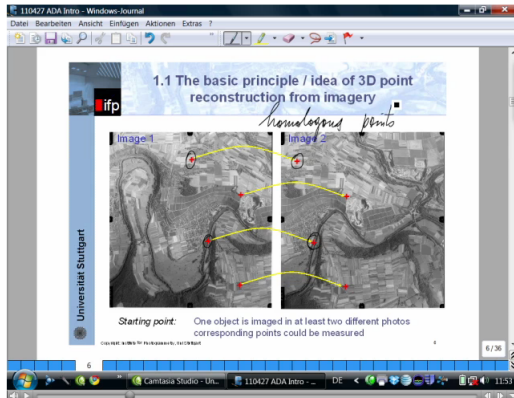 110427 ADA Intro - Windows-Journal
Datei Bearbeiten Ansicht Einfügen Aktionen Extras ?
1.1 The basic principle / idea of 3D point
reconstruction from imagery
ifp
homologous points
Image 1
Image 2
Universität Stuttgart
Starting point: One object is imaged in at least two different photos
corresponding points could be measured
6 / 36
6
Camtasia Studio - Un...
110427 ADA Intro - ...
DE
11:53